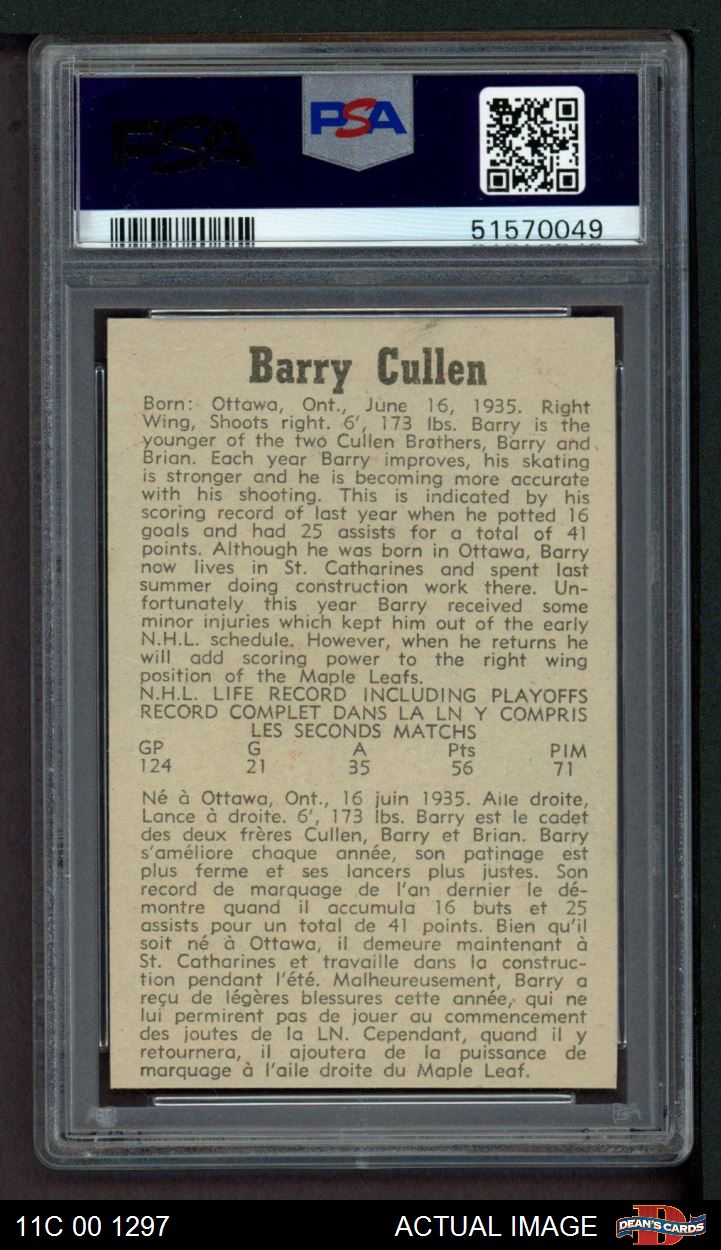 PSA
PSA
51570049
Barry Cullen
Born: Ottawa, Ont., June 16, 1935. Right
Wing, Shoots right. 6', 173 lbs. Barry is the
younger of the two Cullen Brothers, Barry and
Brian. Each year Barry improves, his skating
is stronger and he is becoming more accurate
with his shooting. This is indicated by his
scoring record of last year when he potted 16
goals and had 25 assists for a total of 41
points. Although he was born in Ottawa, Barry
now lives in St. Catharines and spent last
summer doing construction work there. Un-
fortunately this year Barry received some
minor injuries which kept him out of the early
N.H.L. schedule. However, when he returns he
will add scoring power to the right wing
position of the Maple Leafs.
N.H.L. LIFE RECORD INCLUDING PLAYOFFS
RECORD COMPLET DANS LA LN Y COMPRIS
LES SECONDS MATCHS
GP G A Pts PIM
124 21 35 56 71
Né à Ottawa, Ont., 16 juin 1935. Aile droite,
Lance à droite. 6', 173 lbs. Barry est le cadet
des deux frères Cullen, Barry et Brian. Barry
s'améliore chaque année, son patinage est
plus ferme et ses lancers plus justes. Son
record de marquage de l'an dernier le dé-
montre quand il accumula 16 buts et 25
assists pour un total de 41 points. Bien qu'il
soit né à Ottawa, il demeure maintenant à
St. Catharines et travaille dans la construc-
tion pendant l'été. Malheureusement, Barry a
reçu de légères blessures cette année, qui ne
lui permirent pas de jouer au commencement
des joutes de la LN. Cependant, quand il y
retournera, il ajoutera de la puissance de
marquage à l'aile droite du Maple Leaf.
11C 00 1297 ACTUAL IMAGE DEAN'S CARDS